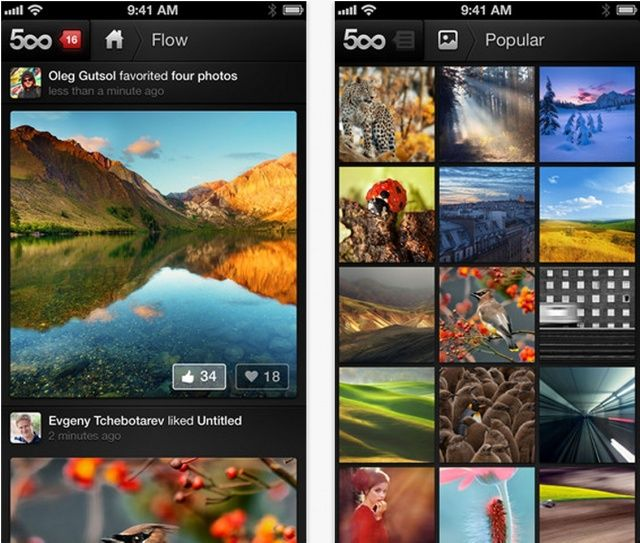 9:41 AM
500
16
Flow
Oleg Gutsol favorited four photos
less than a minute ago
34
18
Evgeny Tchebotarev liked Untitled
2 minutes ago
9:41 AM
500
Popular